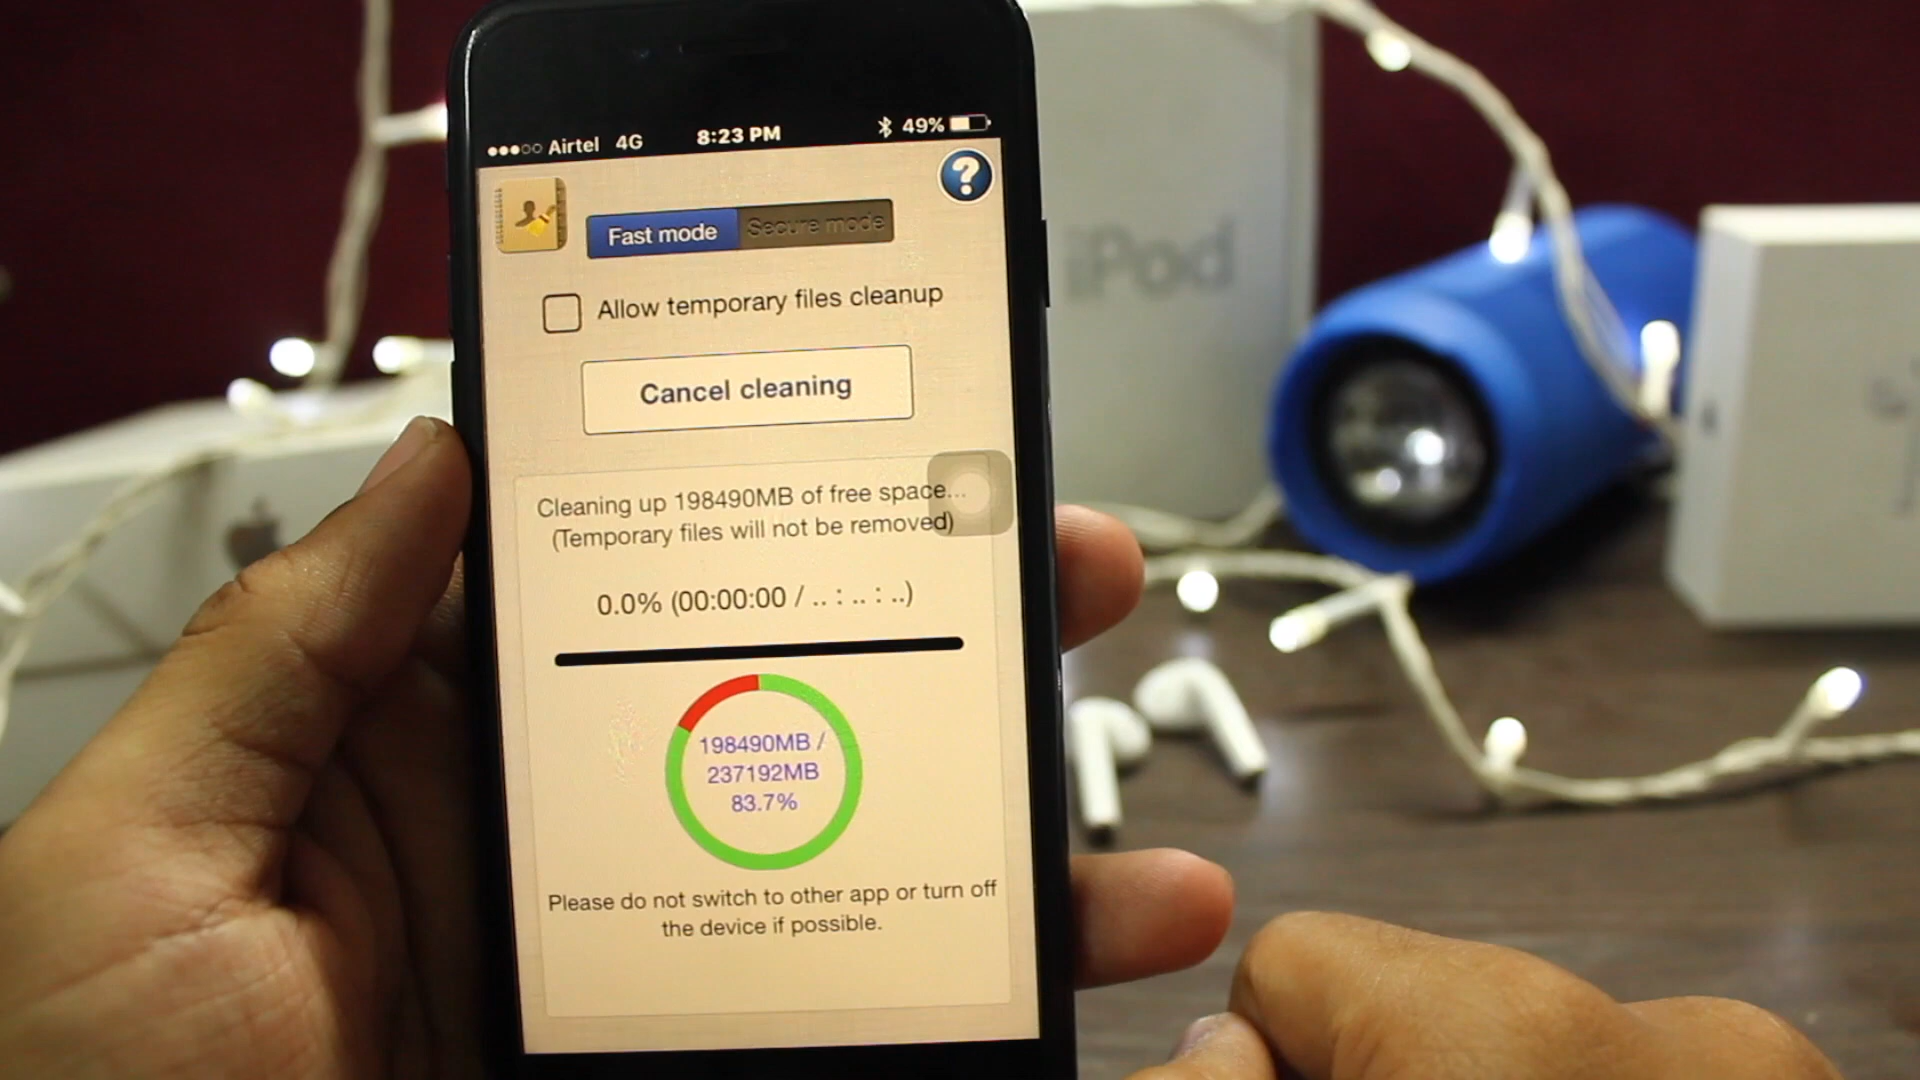 Airtel 4G 8:23 PM 49%
?
Fast mode Secure mode
Allow temporary files cleanup
Cancel cleaning
Cleaning up 198490MB of free space...
(Temporary files will not be removed)
0.0% (00:00:00 / .. : .. : ..)
198490MB /
237192MB
83.7%
Please do not switch to other app or turn off
the device if possible.
iPod